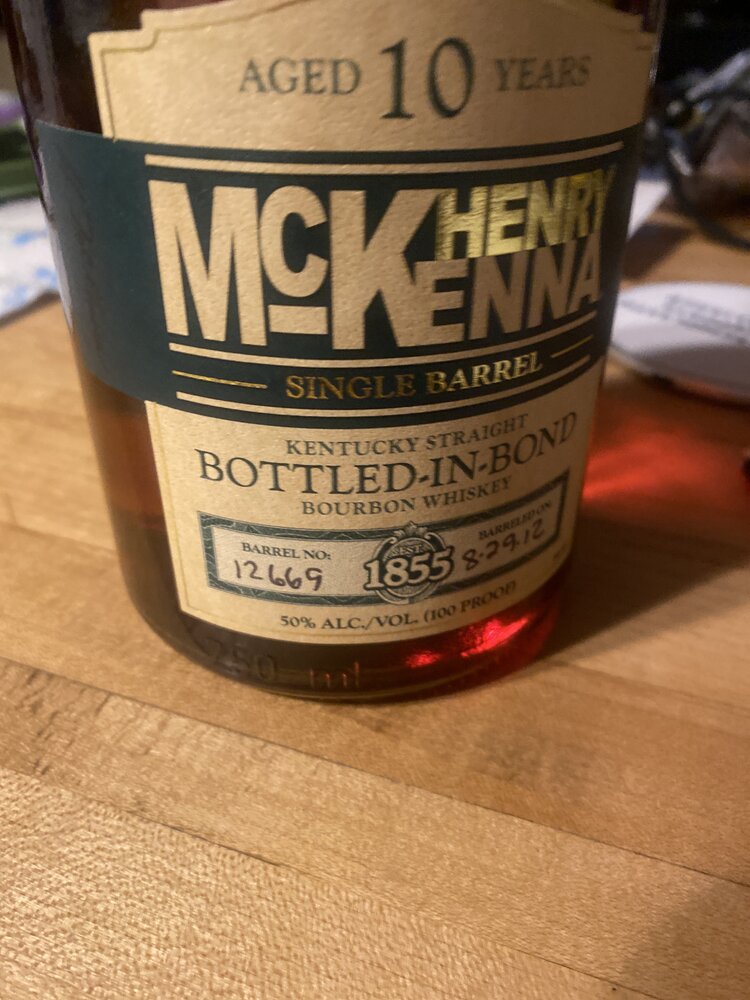 AGED 10 YEARS
HENRY
McKENNA
SINGLE BARREL
KENTUCKY STRAIGHT
BOTTLED-IN-BOND
BOURBON WHISKEY
BARREL NO:
12669
EST.
1855
BARRELED ON:
8-29-12
50% ALC./VOL. (100 PROOF)
750 ml